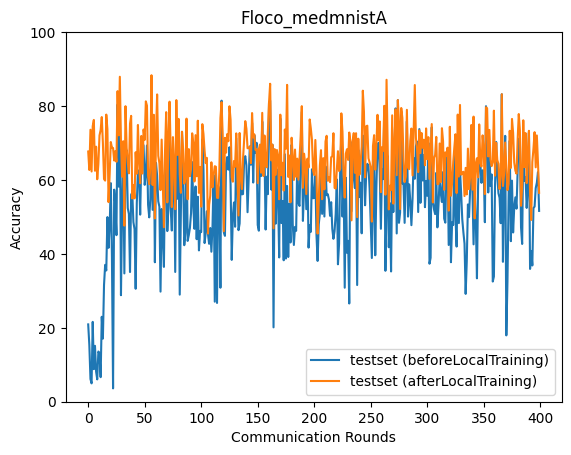 Floco_medmnistA
100
80
60
40
20
0
Accuracy
0 50 100 150 200 250 300 350 400
Communication Rounds
testset (beforeLocalTraining)
testset (afterLocalTraining)